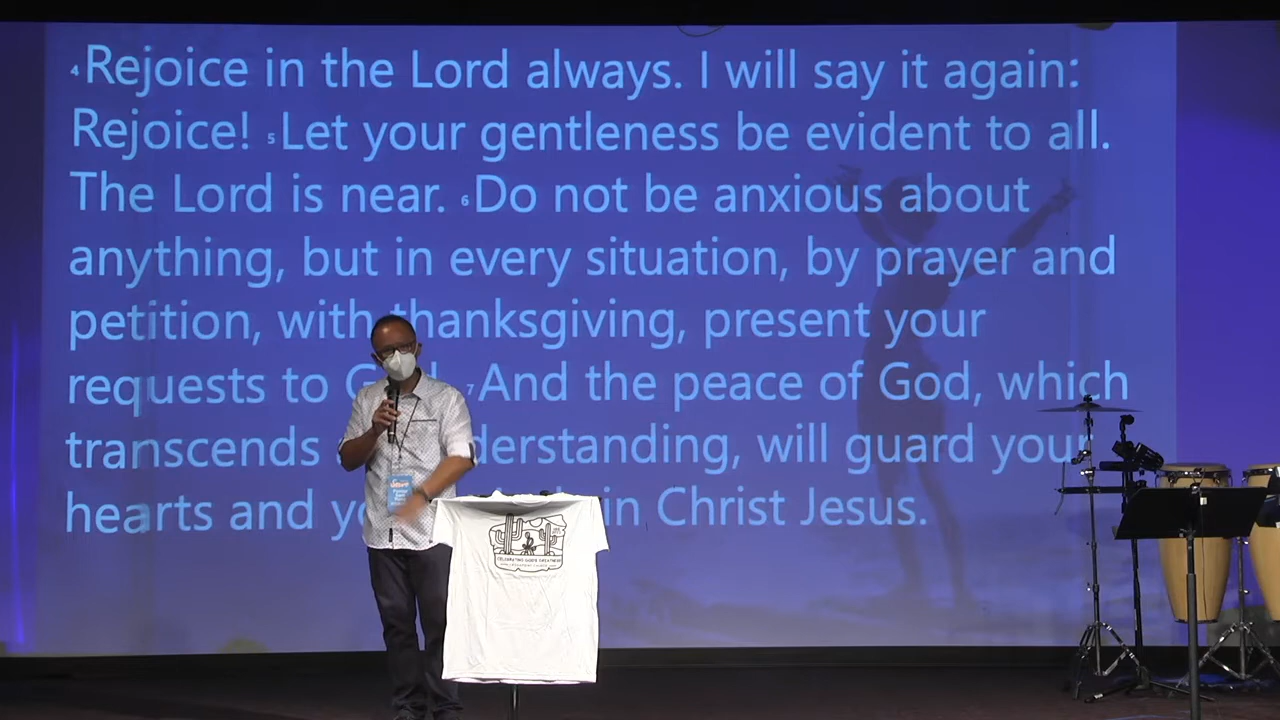 4 Rejoice in the Lord always. I will say it again:
Rejoice! 5 Let your gentleness be evident to all.
The Lord is near. 6 Do not be anxious about
anything, but in every situation, by prayer and
petition, with thanksgiving, present your
requests to 7 And the peace of God, which
transcends will guard your
hearts and in Christ Jesus.
CELEBRATING GOD'S GREATNESS